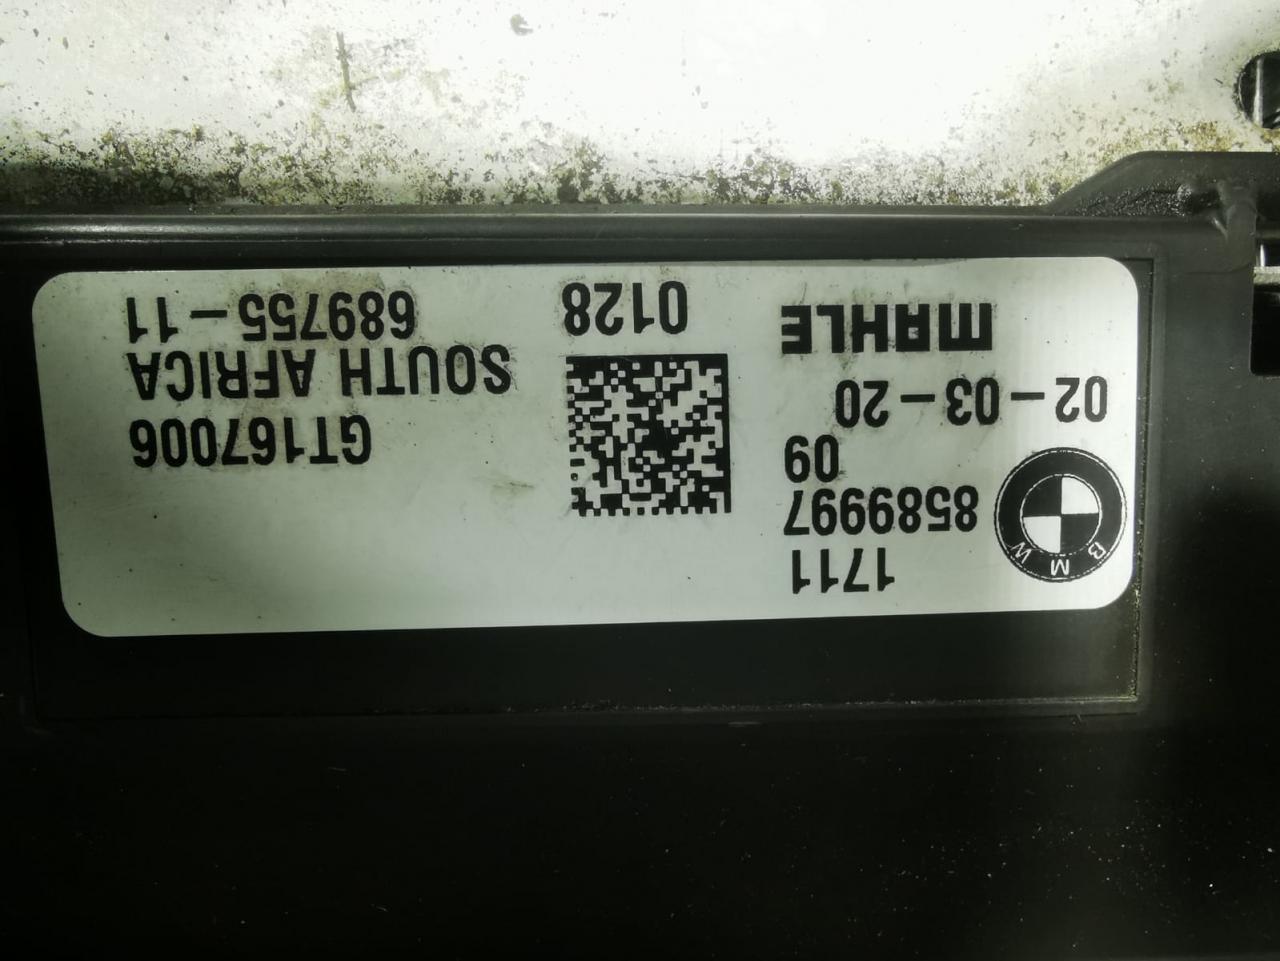 BMW
1711
8589997
09
02-03-20
MAHLE
0128
GT167006
SOUTH AFRICA
689755-11